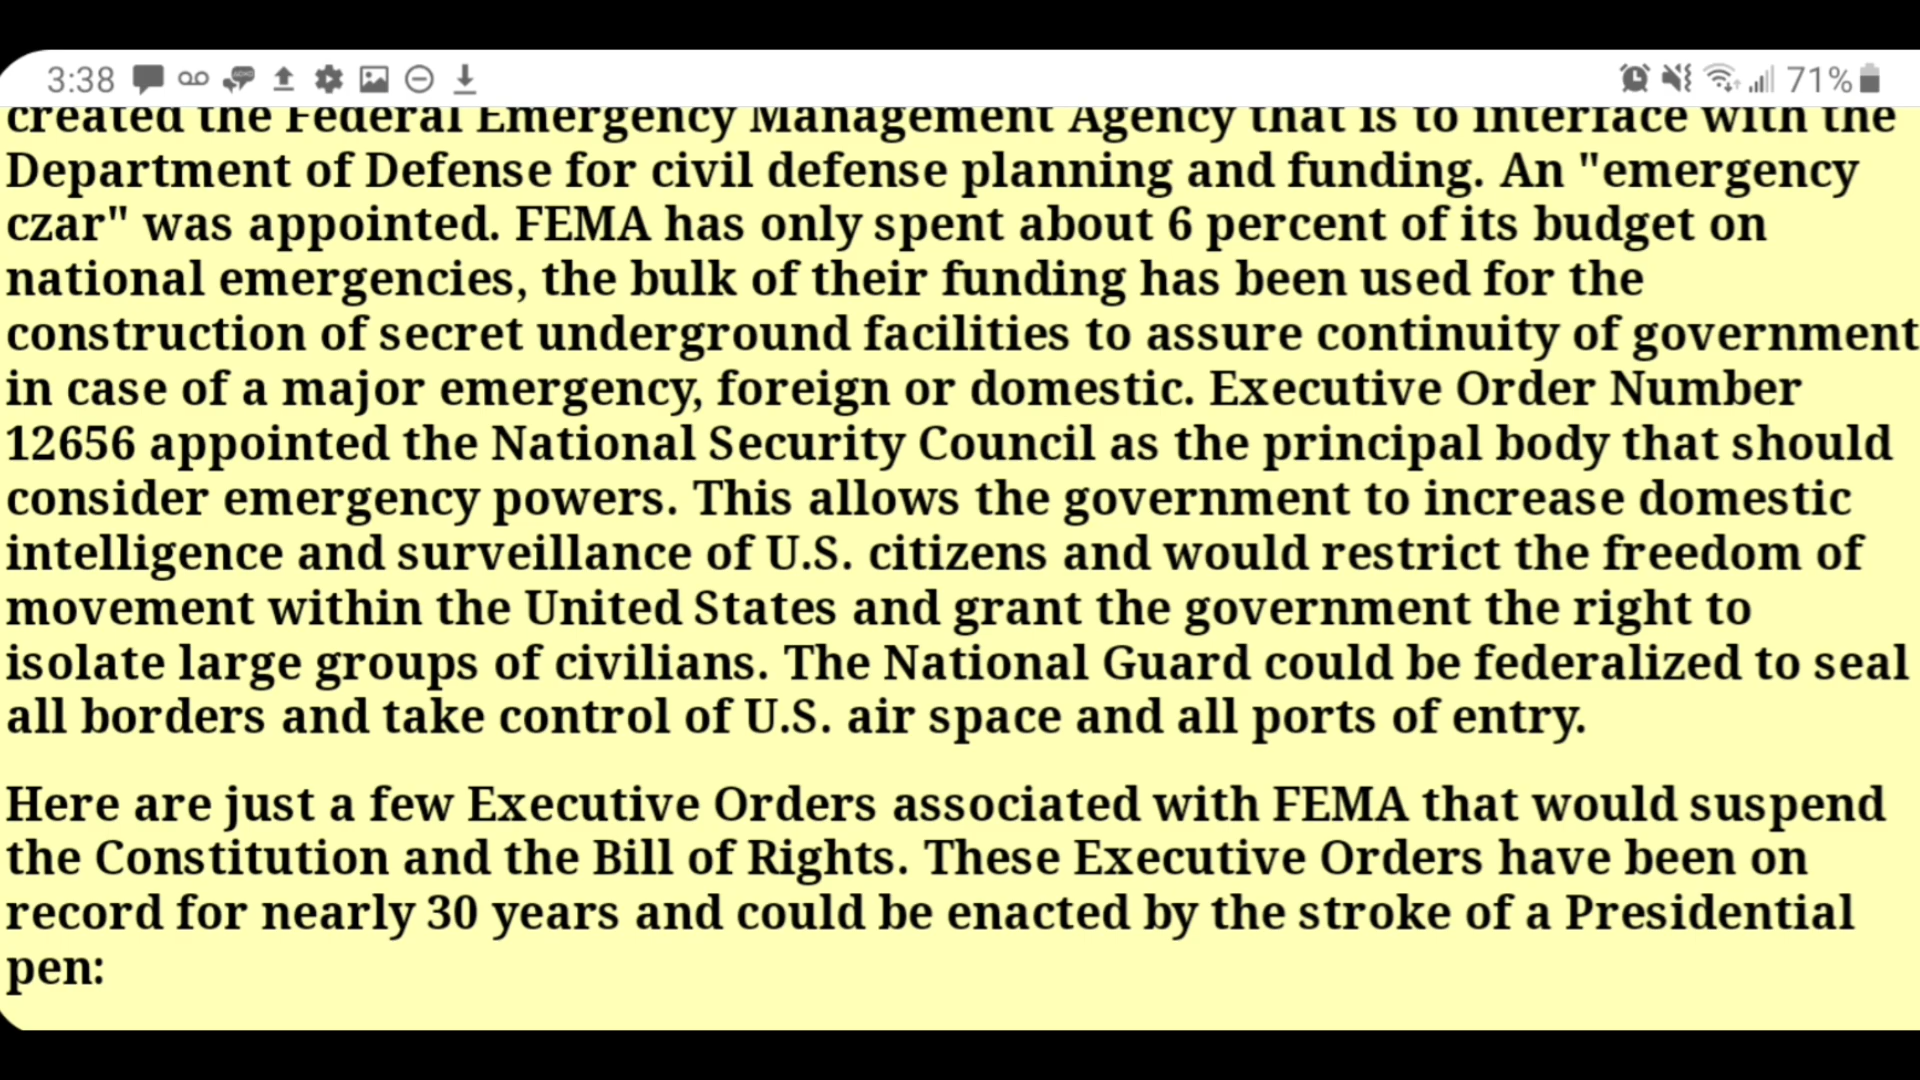 3:38 71%
created the Federal Emergency Management Agency that is to interface with the
Department of Defense for civil defense planning and funding. An "emergency
czar" was appointed. FEMA has only spent about 6 percent of its budget on
national emergencies, the bulk of their funding has been used for the
construction of secret underground facilities to assure continuity of government
in case of a major emergency, foreign or domestic. Executive Order Number
12656 appointed the National Security Council as the principal body that should
consider emergency powers. This allows the government to increase domestic
intelligence and surveillance of U.S. citizens and would restrict the freedom of
movement within the United States and grant the government the right to
isolate large groups of civilians. The National Guard could be federalized to seal
all borders and take control of U.S. air space and all ports of entry.
Here are just a few Executive Orders associated with FEMA that would suspend
the Constitution and the Bill of Rights. These Executive Orders have been on
record for nearly 30 years and could be enacted by the stroke of a Presidential
pen: